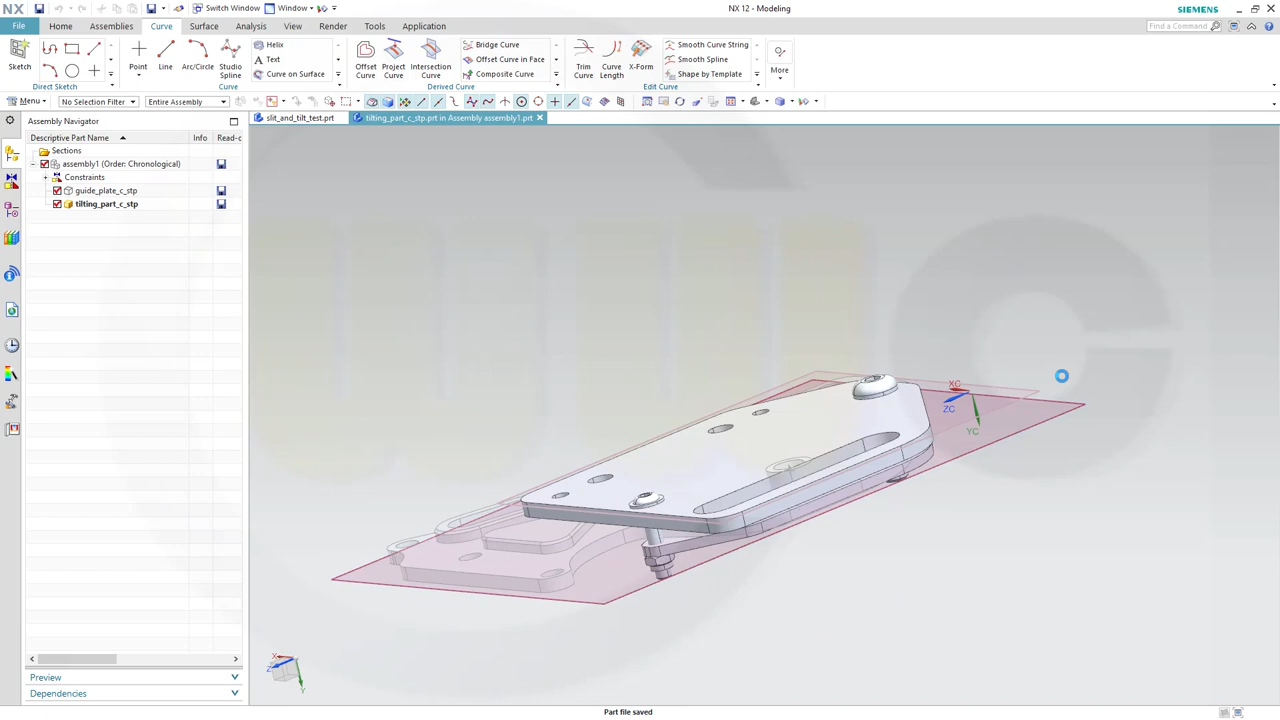 NX
Switch Window
Window
NX 12 - Modeling
SIEMENS
File
Home
Assemblies
Curve
Surface
Analysis
View
Render
Tools
Application
Find a Command
Sketch
Direct Sketch
Point
Line
Arc/Circle
Studio Spline
Helix
Text
Curve on Surface
Curve
Offset Curve
Project Curve
Intersection Curve
Bridge Curve
Offset Curve in Face
Composite Curve
Derived Curve
Trim Curve
Curve Length
X-Form
Smooth Curve String
Smooth Spline
Shape by Template
Edit Curve
More
Menu
No Selection Filter
Entire Assembly
Assembly Navigator
slit_and_tilt_test.prt
tilting_part_c_stp.prt in Assembly assembly1.prt
Descriptive Part Name
Info
Read-c
Sections
assembly1 (Order: Chronological)
Constraints
guide_plate_c_stp
tilting_part_c_stp
XC
ZC
YC
X
Z
Y
Preview
Dependencies
Part file saved